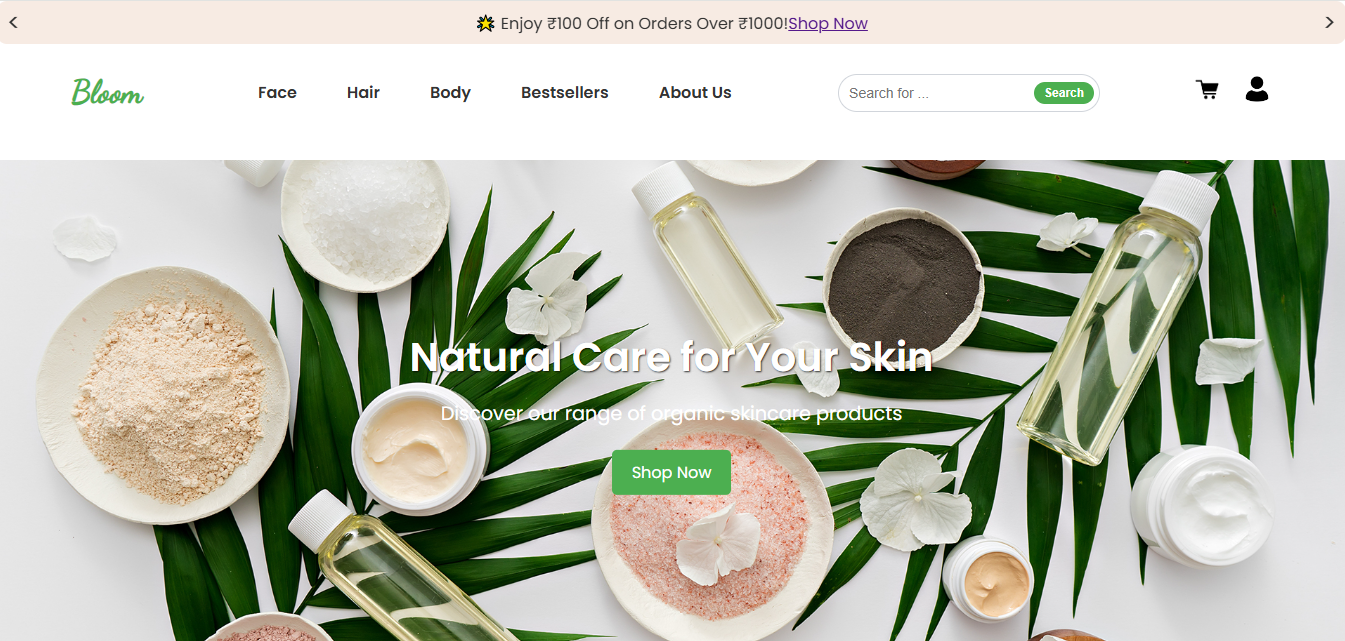 🌟 Enjoy ₹100 Off on Orders Over ₹1000!Shop Now
Bloom
Face Hair Body Bestsellers About Us
Search for ... Search
Natural Care for Your Skin
Discover our range of organic skincare products
Shop Now